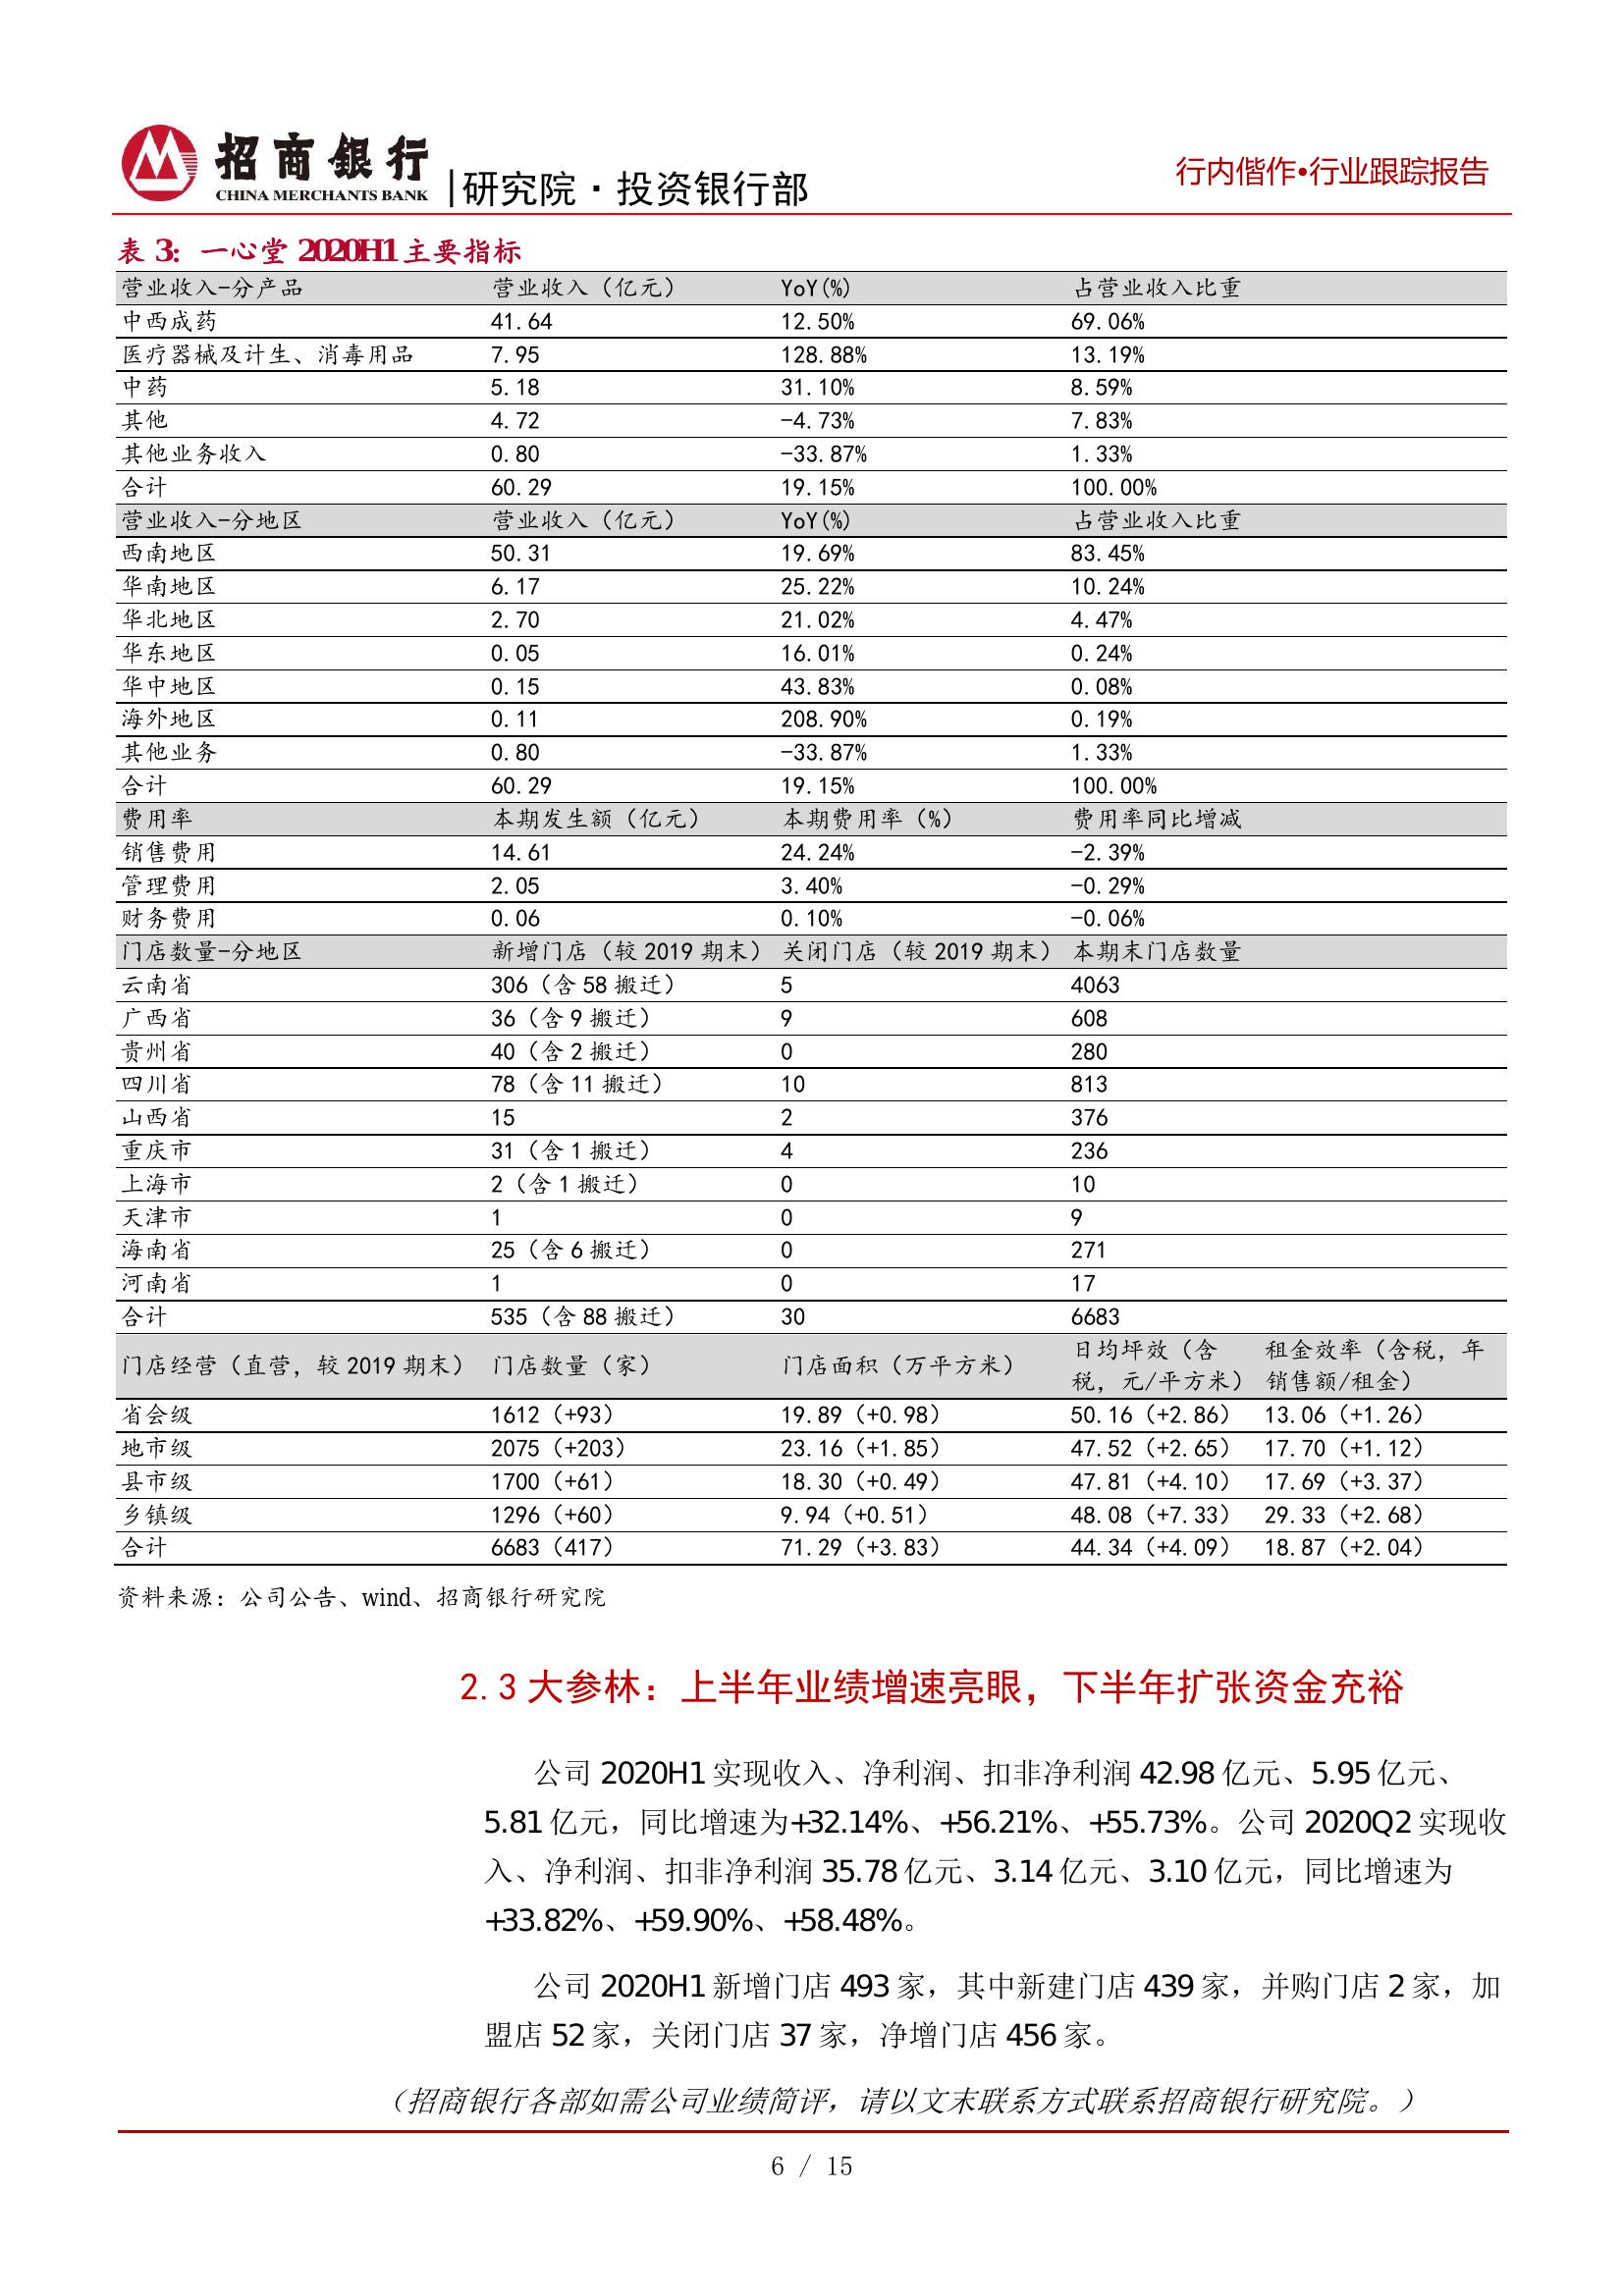 招商银行
CHINA MERCHANTS BANK
|研究院·投资银行部
行内偕作•行业跟踪报告
表 3：一心堂 2020H1 主要指标
营业收入-分产品 营业收入（亿元） YoY(%) 占营业收入比重
中西成药 41.64 12.50% 69.06%
医疗器械及计生、消毒用品 7.95 128.88% 13.19%
中药 5.18 31.10% 8.59%
其他 4.72 -4.73% 7.83%
其他业务收入 0.80 -33.87% 1.33%
合计 60.29 19.15% 100.00%
营业收入-分地区 营业收入（亿元） YoY(%) 占营业收入比重
西南地区 50.31 19.69% 83.45%
华南地区 6.17 25.22% 10.24%
华北地区 2.70 21.02% 4.47%
华东地区 0.05 16.01% 0.24%
华中地区 0.15 43.83% 0.08%
海外地区 0.11 208.90% 0.19%
其他业务 0.80 -33.87% 1.33%
合计 60.29 19.15% 100.00%
费用率 本期发生额（亿元） 本期费用率（%） 费用率同比增减
销售费用 14.61 24.24% -2.39%
管理费用 2.05 3.40% -0.29%
财务费用 0.06 0.10% -0.06%
门店数量-分地区 新增门店（较 2019 期末） 关闭门店（较 2019 期末） 本期末门店数量
云南省 306（含 58 搬迁） 5 4063
广西省 36（含 9 搬迁） 9 608
贵州省 40（含 2 搬迁） 0 280
四川省 78（含 11 搬迁） 10 813
山西省 15 2 376
重庆市 31（含 1 搬迁） 4 236
上海市 2（含 1 搬迁） 0 10
天津市 1 0 9
海南省 25（含 6 搬迁） 0 271
河南省 1 0 17
合计 535（含 88 搬迁） 30 6683
门店经营（直营，较 2019 期末） 门店数量（家） 门店面积（万平方米） 日均坪效（含税，元/平方米） 租金效率（含税，年销售额/租金）
省会级 1612（+93） 19.89（+0.98） 50.16（+2.86） 13.06（+1.26）
地市级 2075（+203） 23.16（+1.85） 47.52（+2.65） 17.70（+1.12）
县市级 1700（+61） 18.30（+0.49） 47.81（+4.10） 17.69（+3.37）
乡镇级 1296（+60） 9.94（+0.51） 48.08（+7.33） 29.33（+2.68）
合计 6683（417） 71.29（+3.83） 44.34（+4.09） 18.87（+2.04）
资料来源：公司公告、wind、招商银行研究院
2.3 大参林：上半年业绩增速亮眼，下半年扩张资金充裕
公司 2020H1 实现收入、净利润、扣非净利润 42.98 亿元、5.95 亿元、
5.81 亿元，同比增速为+32.14%、+56.21%、+55.73%。公司 2020Q2 实现收
入、净利润、扣非净利润 35.78 亿元、3.14 亿元、3.10 亿元，同比增速为
+33.82%、+59.90%、+58.48%。
公司 2020H1 新增门店 493 家，其中新建门店 439 家，并购门店 2 家，加
盟店 52 家，关闭门店 37 家，净增门店 456 家。
（招商银行各部如需公司业绩简评，请以文末联系方式联系招商银行研究院。）
6 / 15